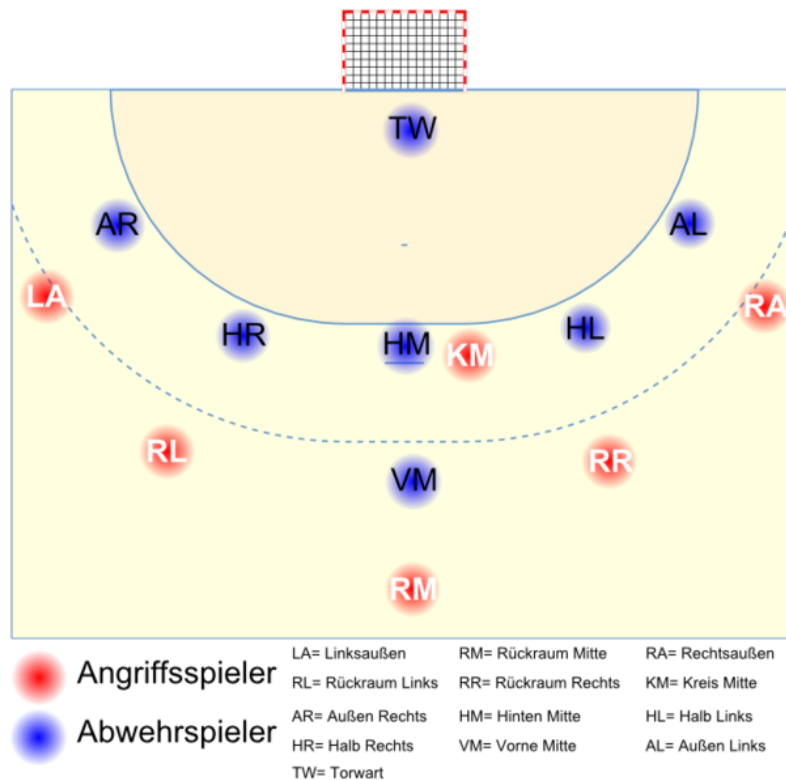 TW
AR
AL
LA
RA
HR
HM
KM
HL
RL
RR
VM
RM
Angriffsspieler
LA= Linksaußen
RM= Rückraum Mitte
RA= Rechtsaußen
RL= Rückraum Links
RR= Rückraum Rechts
KM= Kreis Mitte
Abwehrspieler
AR= Außen Rechts
HM= Hinten Mitte
HL= Halb Links
HR= Halb Rechts
VM= Vorne Mitte
AL= Außen Links
TW= Torwart